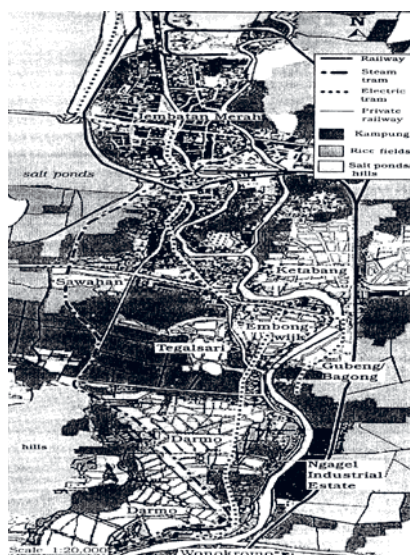 N
Railway
Steam
tram
Electric
tram
Private
railway
Kampung
Rice fields
Salt ponds
hills
Jembatan Merah
salt ponds
Ketabang
Sawahan
Embong
wijk
Tegalsari
Gubeng/
Bagong
Darmo
hills
Ngagel
Industrial
Estate
Darmo
Scale 1:20,000
Wonokromo